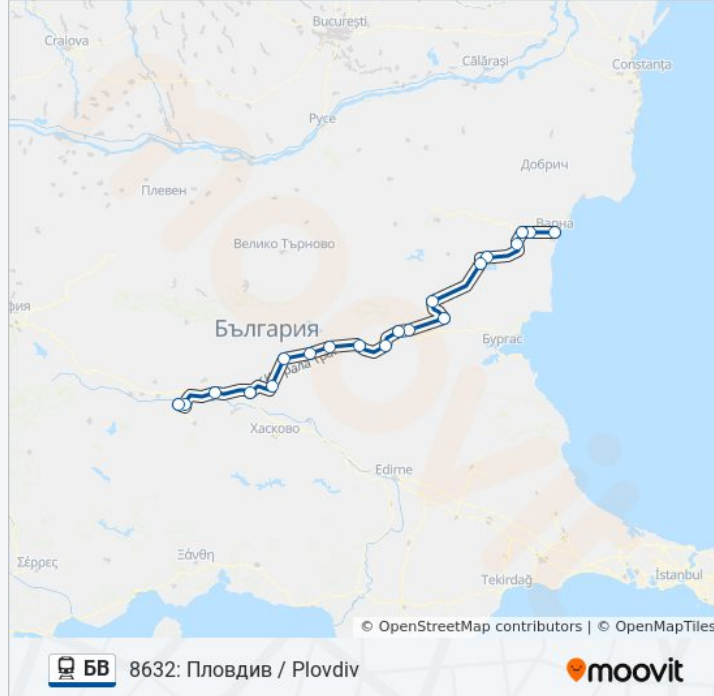 București
Craiova
Călărași
Constanța
Русе
Добрич
Плевен
Варна
Велико Търново
фия
България
Бургас
Хасково
Edirne
Ξάνθη
Σέρρες
Tekirdağ
İstanbul
© OpenStreetMap contributors | © OpenMapTiles
БВ 8632: Пловдив / Plovdiv
moovit